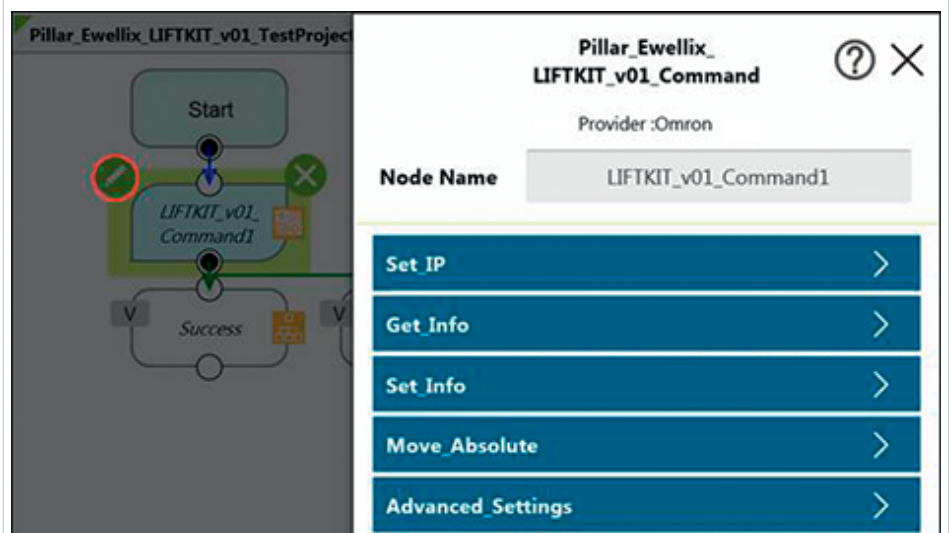 Pillar_Ewellix_LIFTKIT_v01_TestProject
Start
LIFTKIT_v01_
Command1
V
Success
V
Pillar_Ewellix_
LIFTKIT_v01_Command
Provider :Omron
Node Name
LIFTKIT_v01_Command1
Set_IP
Get_Info
Set_Info
Move_Absolute
Advanced_Settings